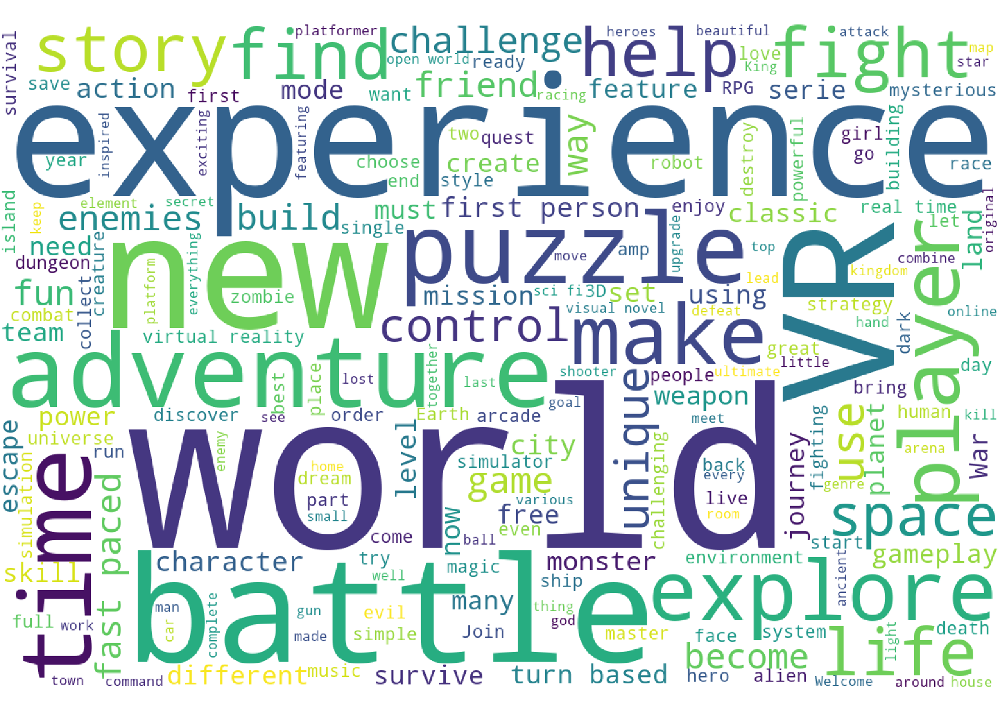 survival
story
find
platformer
challenge
open world
ready
help
heroes
beautiful
love
King
fight
attack
map
star
save
action
first
mode
want
friend
racing
feature
RPG
serie
mysterious
experience
year
inspired
exciting
featuring
choose
end
two
quest
create
style
way
robot
destroy
powerful
girl
go
building
race
island
keep
element
secret
enemies
build
single
must
first person
enjoy
classic
real time
let
land
original
need
dungeon
creature
collect
new
everything
platform
zombie
puzzle
move
amp
upgrade
top
lead
combine
kingdom
VR
player
fun
combat
team
mission
sci fi
3D
set
using
visual novel
defeat
strategy
hand
dark
online
virtual reality
control
make
great
little
day
adventure
together
shooter
people
ultimate
best
place
lost
last
unique
weapon
bring
power
discover
see
order
Earth
arcade
goal
meet
use
planet
human
kill
escape
universe
run
enemy
world
level
city
simulator
home
dream
part
small
game
various
free
even
now
ball
come
challenging
back
every
live
room
journey
fighting
genre
arena
War
time
simulation
fast paced
skill
character
try
well
magic
monster
ship
environment
start
space
gameplay
ancient
battle
explore
full
work
man
car
complete
gun
made
evil
simple
many
Join
thing
god
master
face
system
life
light
death
become
town
command
different
music
survive
turn based
hero
alien
Welcome
around
house